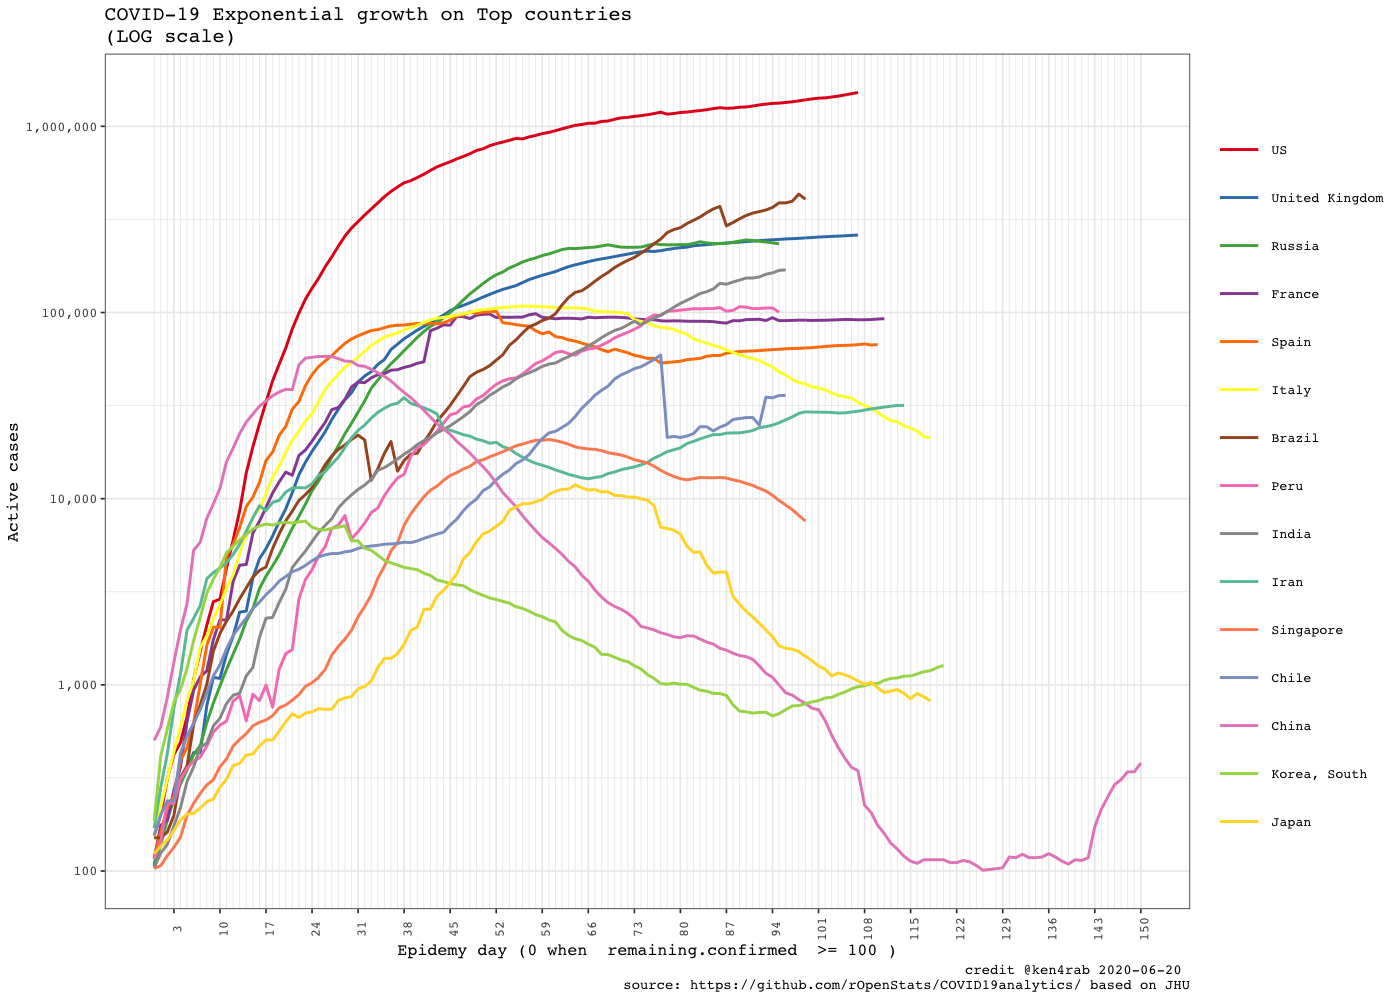 COVID-19 Exponential growth on Top countries
(LOG scale)
Active cases
1,000,000
100,000
10,000
1,000
100
3 10 17 24 31 38 45 52 59 66 73 80 87 94 101 108 115 122 129 136 143 150
Epidemy day (0 when  remaining.confirmed  >= 100 )
US
United Kingdom
Russia
France
Spain
Italy
Brazil
Peru
India
Iran
Singapore
Chile
China
Korea, South
Japan
credit @ken4rab 2020-06-20
source: https://github.com/rOpenStats/COVID19analytics/ based on JHU